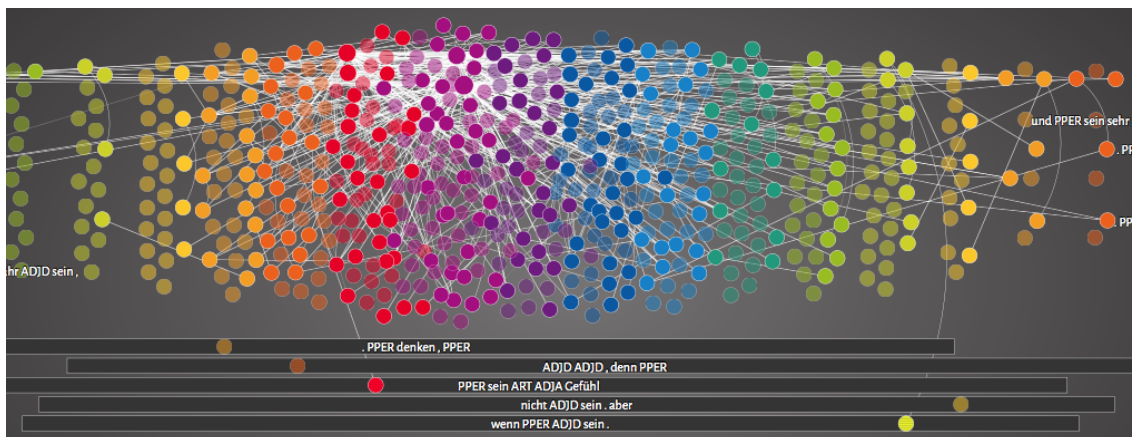 und PPER sein sehr
. PP
. PP
hr ADJD sein ,
. PPER denken , PPER
ADJD ADJD , denn PPER
PPER sein ART ADJA Gefühl
nicht ADJD sein . aber
wenn PPER ADJD sein .